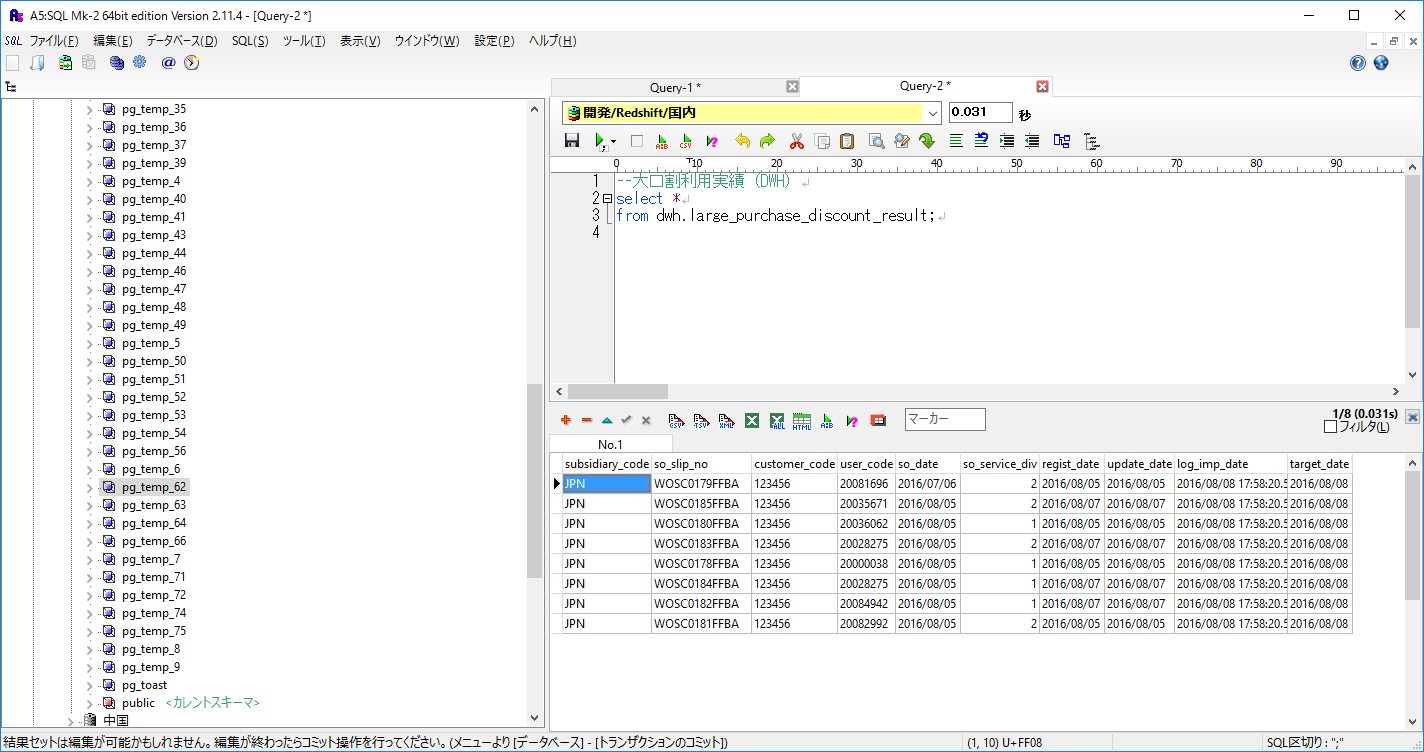 A5:SQL Mk-2 64bit edition Version 2.11.4 - [Query-2 *]
SQL ファイル(F) 編集(E) データベース(D) SQL(S) ツール(T) 表示(V) ウインドウ(W) 設定(P) ヘルプ(H)
pg_temp_35
pg_temp_36
pg_temp_37
pg_temp_39
pg_temp_4
pg_temp_40
pg_temp_41
pg_temp_43
pg_temp_44
pg_temp_46
pg_temp_47
pg_temp_48
pg_temp_49
pg_temp_5
pg_temp_50
pg_temp_51
pg_temp_52
pg_temp_53
pg_temp_54
pg_temp_56
pg_temp_6
pg_temp_62
pg_temp_63
pg_temp_64
pg_temp_66
pg_temp_7
pg_temp_71
pg_temp_72
pg_temp_74
pg_temp_75
pg_temp_8
pg_temp_9
pg_toast
public <カレントスキーマ>
中国
Query-1 * Query-2 *
開発/Redshift/国内 0.031 秒
0 10 20 30 40 50 60 70 80 90
1 --大口割利用実績（DWH）
2 select *
3 from dwh.large_purchase_discount_result;
4
マーカー 1/8 (0.031s)
フィルタ(L)
No.1
subsidiary_code so_slip_no customer_code user_code so_date so_service_div regist_date update_date log_imp_date target_date
JPN WOSC0179FFBA 123456 20081696 2016/07/06 2 2016/08/05 2016/08/05 2016/08/08 17:58:20.5 2016/08/08
JPN WOSC0185FFBA 123456 20035671 2016/08/05 2 2016/08/07 2016/08/07 2016/08/08 17:58:20.5 2016/08/08
JPN WOSC0180FFBA 123456 20036062 2016/08/05 1 2016/08/05 2016/08/05 2016/08/08 17:58:20.5 2016/08/08
JPN WOSC0183FFBA 123456 20028275 2016/08/05 2 2016/08/07 2016/08/07 2016/08/08 17:58:20.5 2016/08/08
JPN WOSC0178FFBA 123456 20000038 2016/08/05 1 2016/08/05 2016/08/05 2016/08/08 17:58:20.5 2016/08/08
JPN WOSC0184FFBA 123456 20028275 2016/08/05 1 2016/08/07 2016/08/07 2016/08/08 17:58:20.5 2016/08/08
JPN WOSC0182FFBA 123456 20084942 2016/08/05 1 2016/08/07 2016/08/07 2016/08/08 17:58:20.5 2016/08/08
JPN WOSC0181FFBA 123456 20082992 2016/08/05 2 2016/08/05 2016/08/05 2016/08/08 17:58:20.5 2016/08/08
結果セットは編集が可能かもしれません。編集が終わったらコミット操作を行ってください。(メニューより [データベース] - [トランザクションのコミット]) (1, 10) U+FF08 SQL区切り : ";"